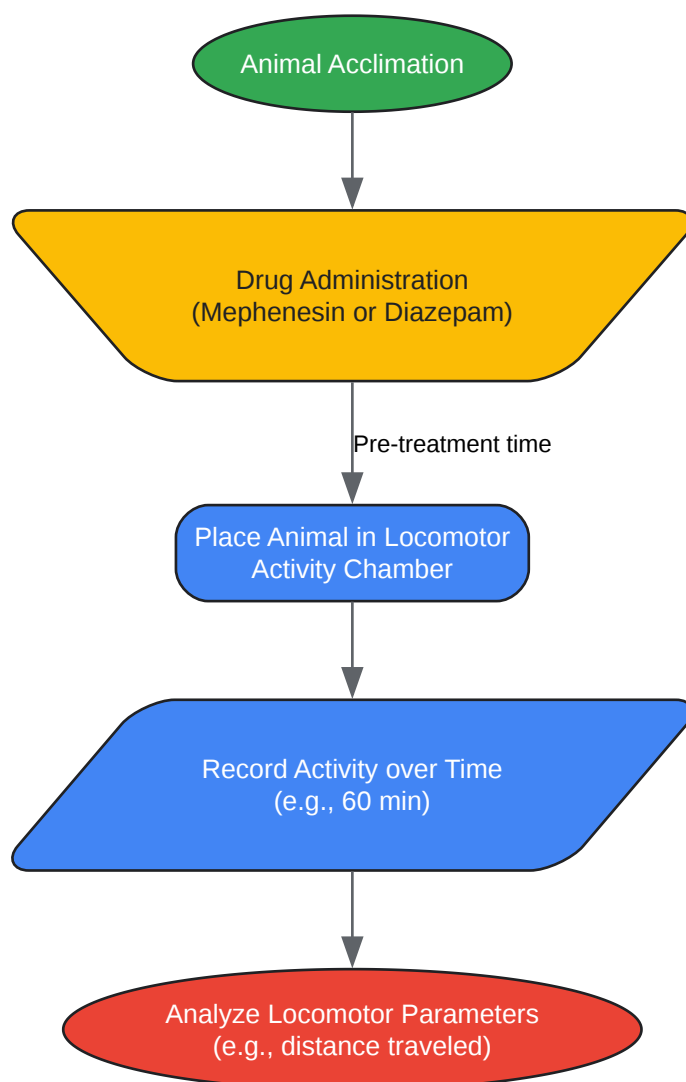 Animal Acclimation
Drug Administration
(Mephenesin or Diazepam)
Pre-treatment time
Place Animal in Locomotor
Activity Chamber
Record Activity over Time
(e.g., 60 min)
Analyze Locomotor Parameters
(e.g., distance traveled)